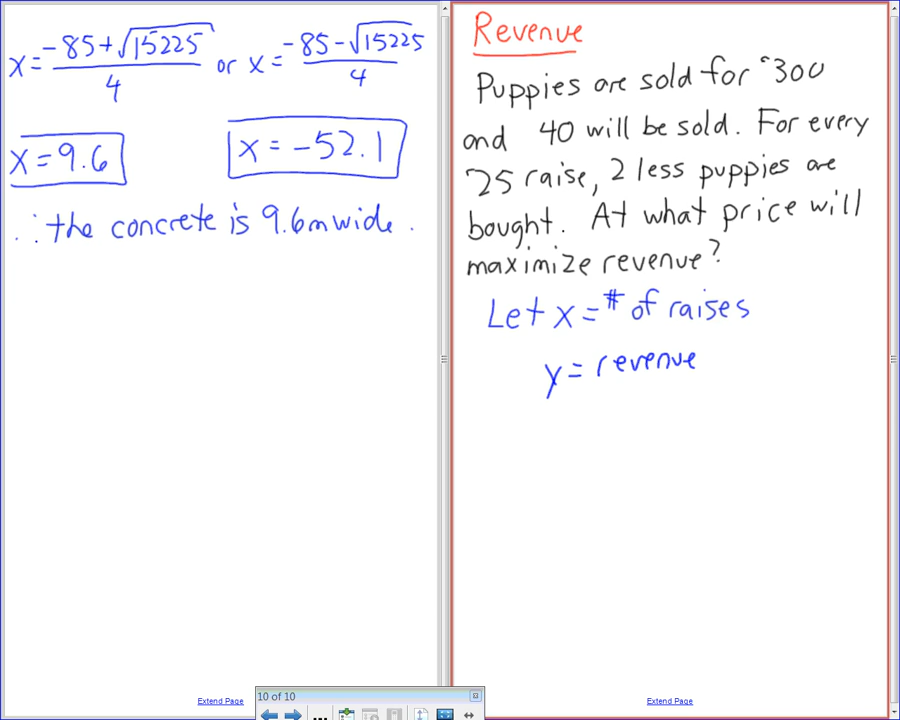 x = -85+√15225 / 4 or x = -85-√15225 / 4
x = 9.6
x = -52.1
∴ the concrete is 9.6m wide.
Revenue
Puppies are sold for $300
and 40 will be sold. For every
25 raise, 2 less puppies are
bought. At what price will
maximize revenue?
Let x = # of raises
y = revenue
Extend Page
Extend Page
10 of 10